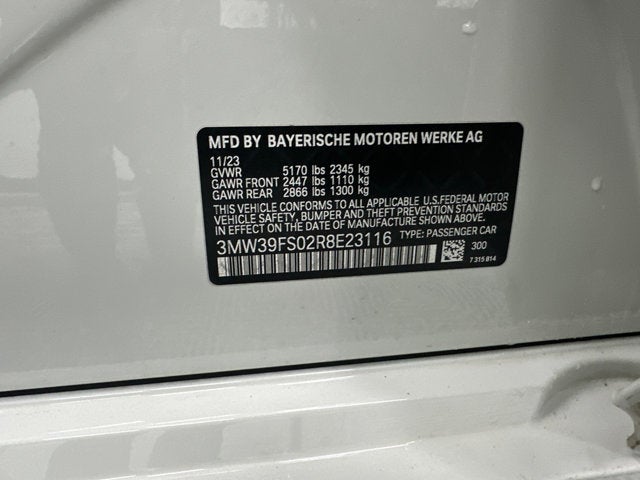 MFD BY BAYERISCHE MOTOREN WERKE AG
11/23
GVWR 5170 lbs 2345 kg
GAWR FRONT 2447 lbs 1110 kg
GAWR REAR 2866 lbs 1300 kg
THIS VEHICLE CONFORMS TO ALL APPLICABLE U.S.FEDERAL MOTOR
VEHICLE SAFETY, BUMPER AND THEFT PREVENTION STANDARDS
IN EFFECT ON THE DATE OF MANUFACTURE SHOWN ABOVE.
3MW39FS02R8E23116 TYPE: PASSENGER CAR
300
7 315 814